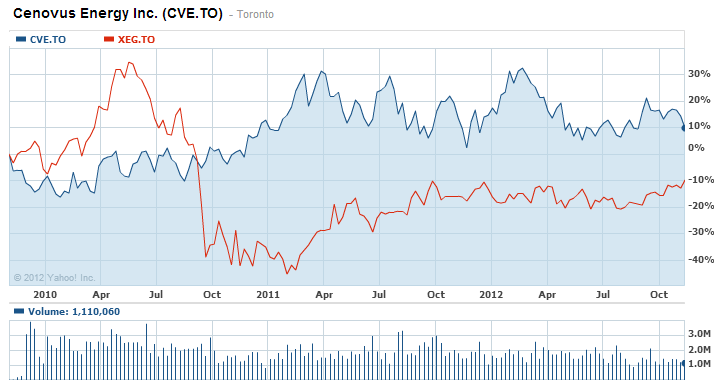 Cenovus Energy Inc. (CVE.TO) - Toronto
CVE.TO XEG.TO
30%
20%
10%
0%
-10%
-20%
-30%
-40%
© 2012 Yahoo! Inc.
2010 Apr Jul Oct 2011 Apr Jul Oct 2012 Apr Jul Oct
Volume: 1,110,060
3.0M
2.0M
1.0M